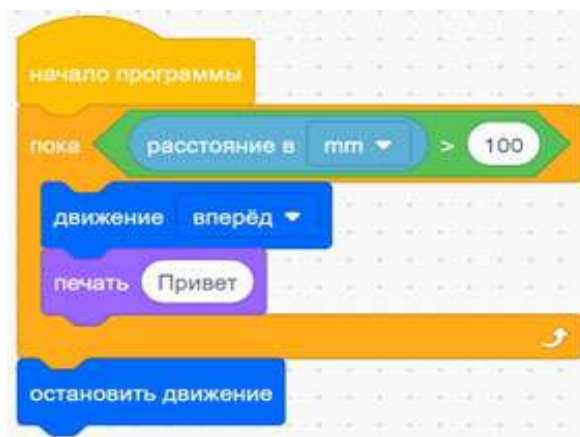 начало программы
пока расстояние в mm > 100
движение вперёд
печать Привет
остановить движение